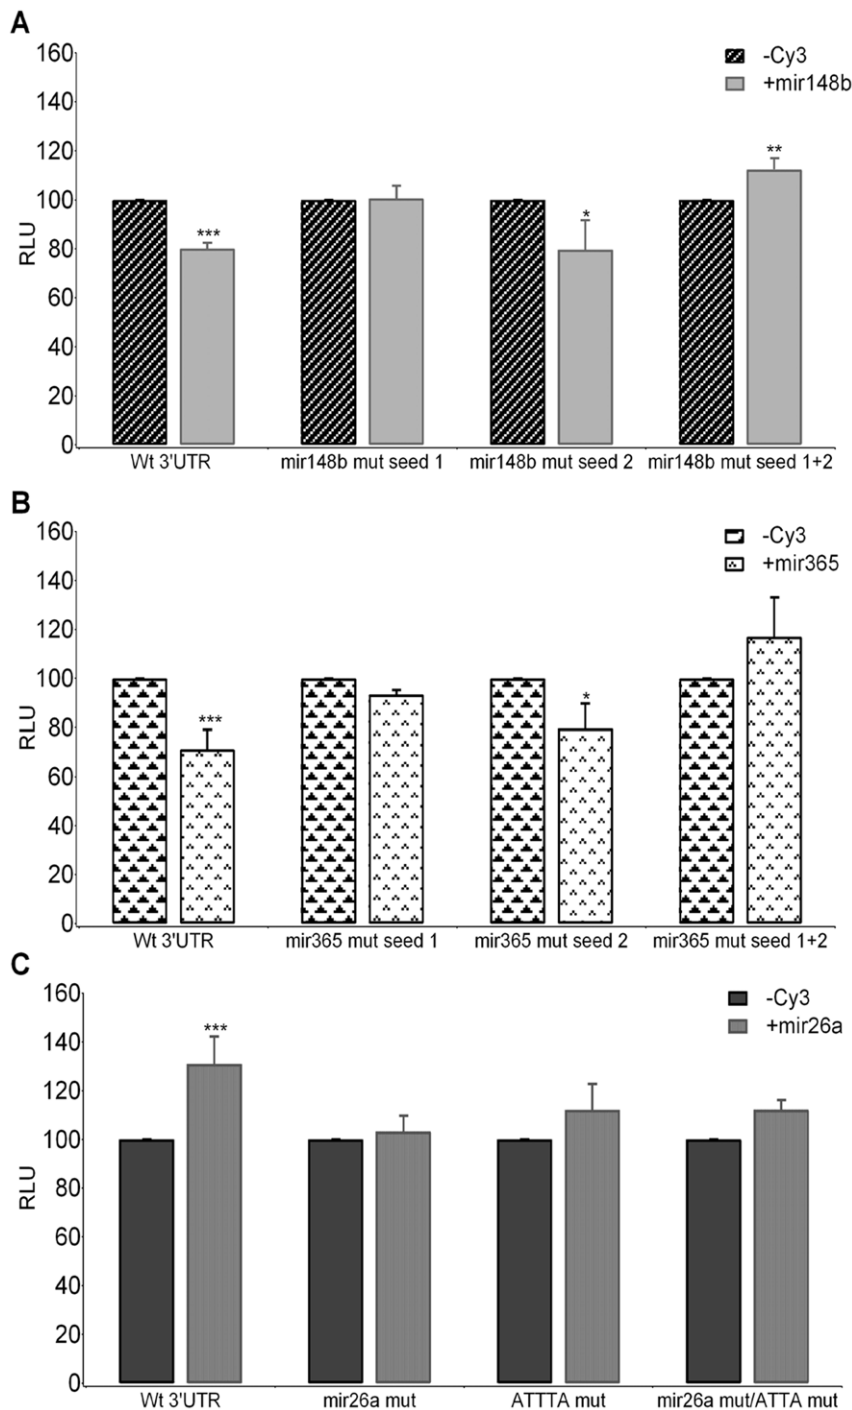 A
160
140
120
100
80
60
40
20
0
RLU
-Cy3
+mir148b
***
*
**
Wt 3'UTR
mir148b mut seed 1
mir148b mut seed 2
mir148b mut seed 1+2
B
160
140
120
100
80
60
40
20
0
RLU
-Cy3
+mir365
***
*
Wt 3'UTR
mir365 mut seed 1
mir365 mut seed 2
mir365 mut seed 1+2
C
160
140
120
100
80
60
40
20
0
RLU
-Cy3
+mir26a
***
Wt 3'UTR
mir26a mut
ATTTA mut
mir26a mut/ATTA mut